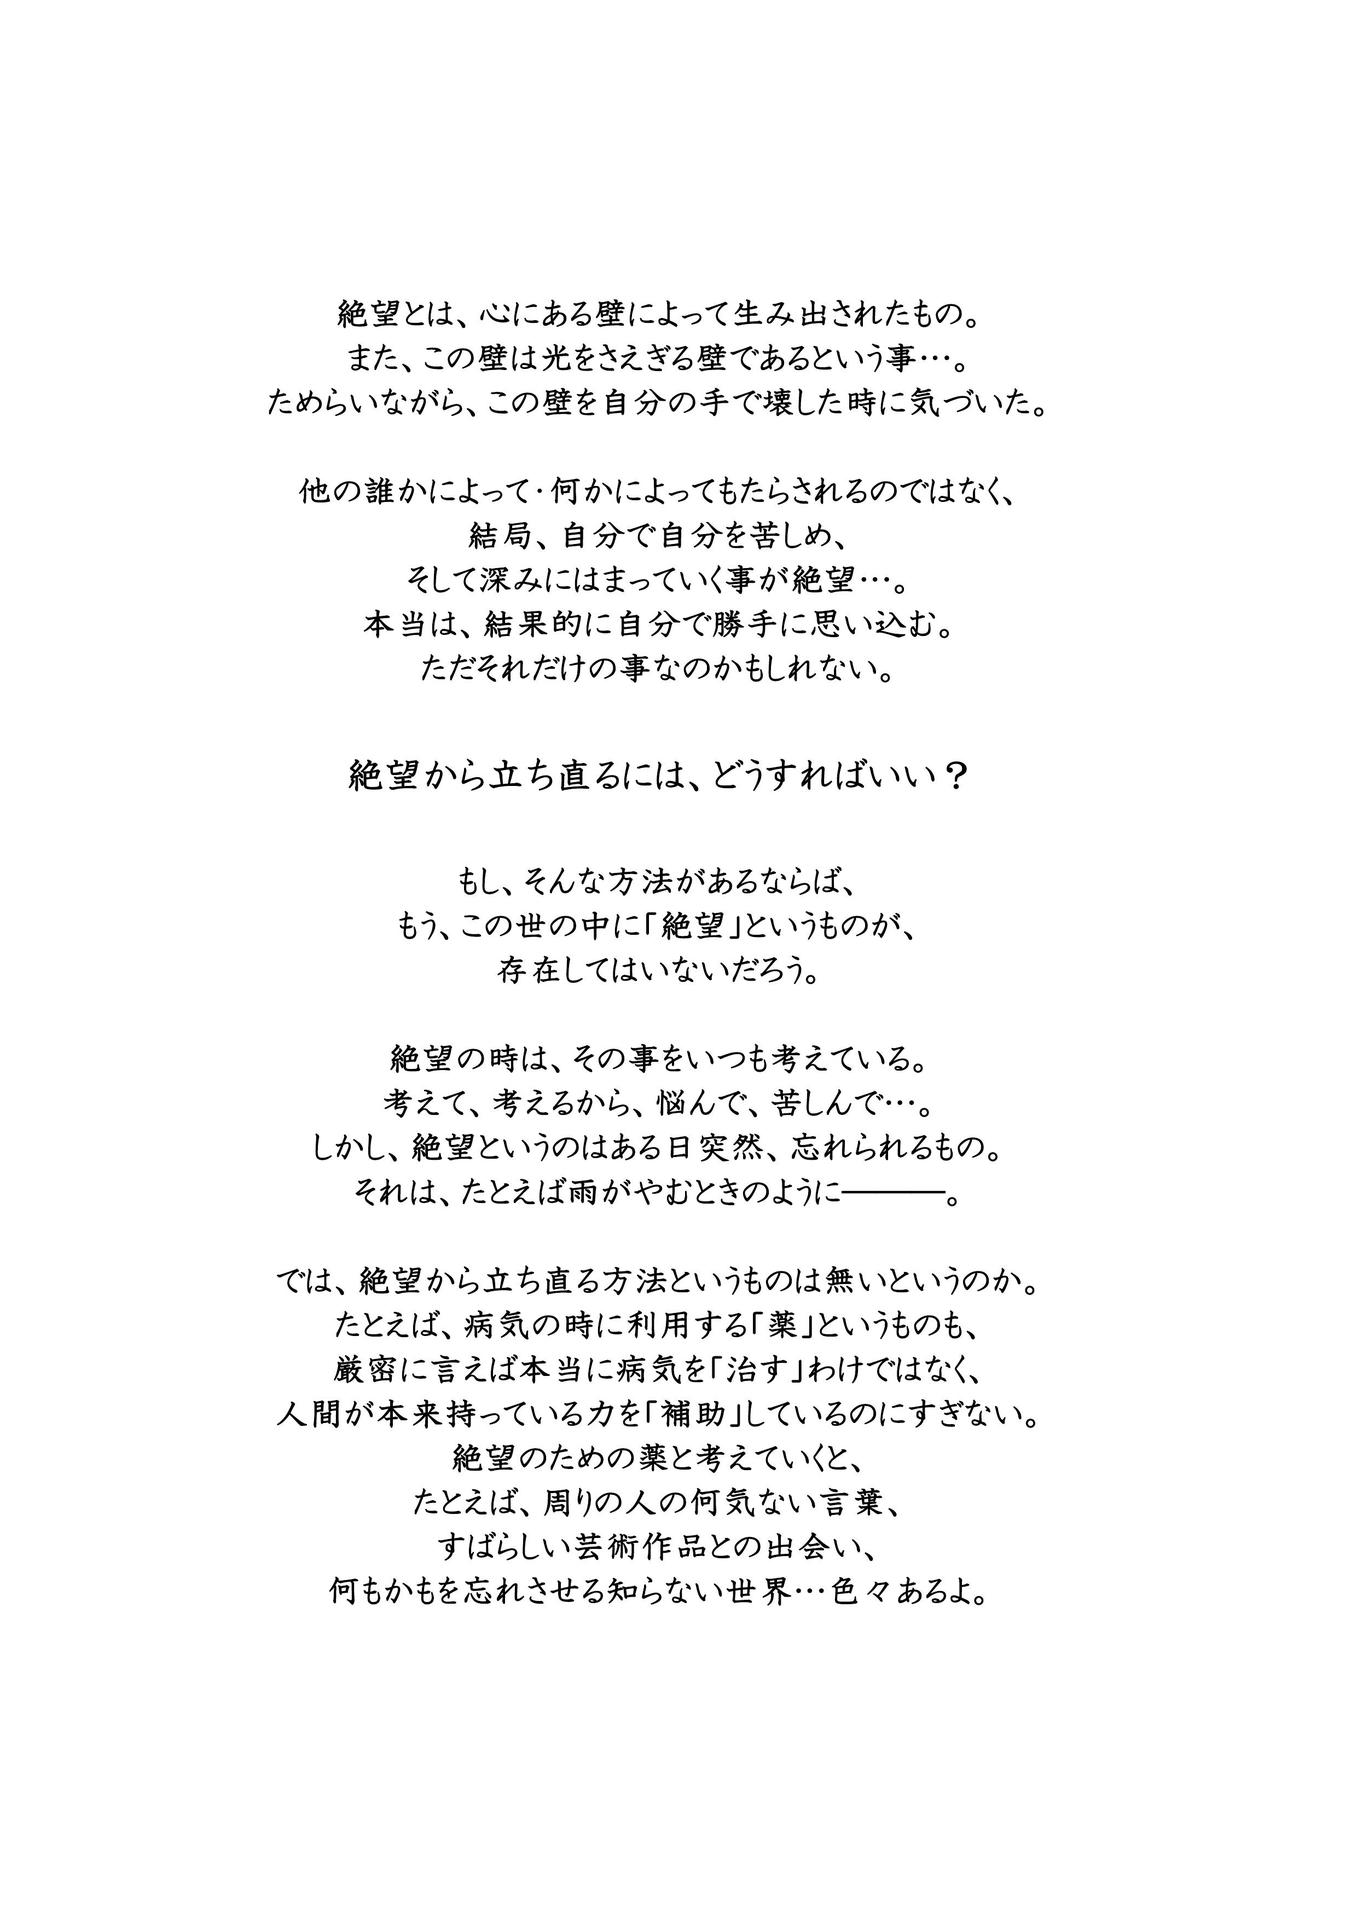 絶望とは、心にある壁によって生み出されたもの。
また、この壁は光をさえぎる壁であるという事…。
ためらいながら、この壁を自分の手で壊した時に気づいた。
他の誰かによって・何かによってもたらされるのではなく、
結局、自分で自分を苦しめ、
そして深みにはまっていく事が絶望…。
本当は、結果的に自分で勝手に思い込む。
ただそれだけの事なのかもしれない。
絶望から立ち直るには、どうすればいい？
もし、そんな方法があるならば、
もう、この世の中に「絶望」というものが、
存在してはいないだろう。
絶望の時は、その事をいつも考えている。
考えて、考えるから、悩んで、苦しんで…。
しかし、絶望というのはある日突然、忘れられるもの。
それは、たとえば雨がやむときのように―――。
では、絶望から立ち直る方法というものは無いというのか。
たとえば、病気の時に利用する「薬」というものも、
厳密に言えば本当に病気を「治す」わけではなく、
人間が本来持っている力を「補助」しているのにすぎない。
絶望のための薬と考えていくと、
たとえば、周りの人の何気ない言葉、
すばらしい芸術作品との出会い、
何もかもを忘れさせる知らない世界…色々あるよ。